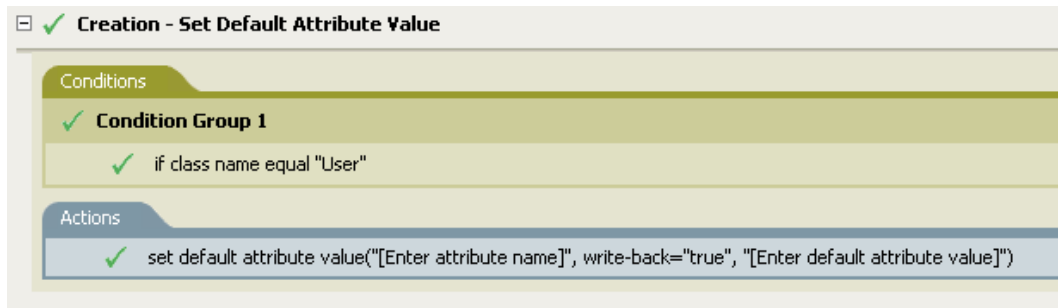 Creation - Set Default Attribute Value
Conditions
Condition Group 1
if class name equal "User"
Actions
set default attribute value("[Enter attribute name]", write-back="true", "[Enter default attribute value]")